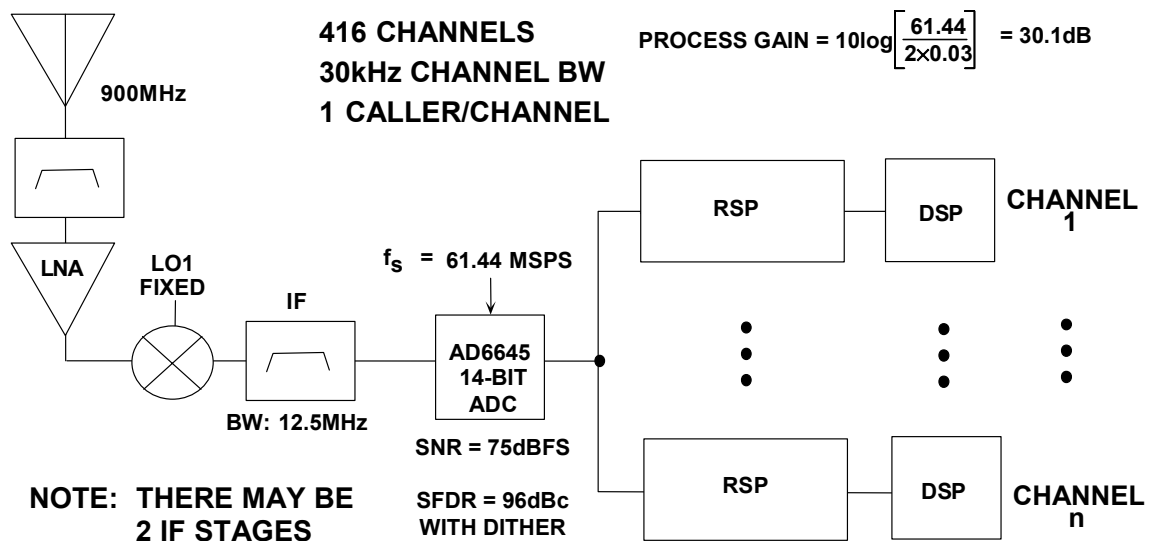 416 CHANNELS
30kHz CHANNEL BW
1 CALLER/CHANNEL
PROCESS GAIN = 10log[61.44 / 2×0.03] = 30.1dB
900MHz
LNA
LO1
FIXED
IF
BW: 12.5MHz
fs = 61.44 MSPS
AD6645
14-BIT
ADC
SNR = 75dBFS
SFDR = 96dBc
WITH DITHER
RSP
DSP
CHANNEL
1
RSP
DSP
CHANNEL
n
NOTE: THERE MAY BE
2 IF STAGES